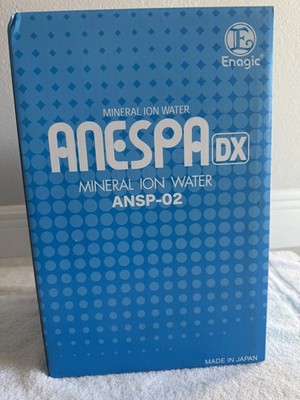 E
Enagic®
MINERAL ION WATER
ANESPA DX
MINERAL ION WATER
ANSP-02
MADE IN JAPAN